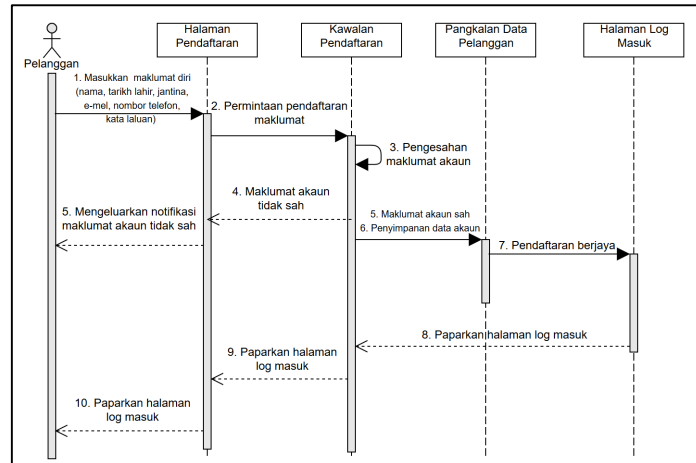 Halaman
Pendaftaran
Kawalan
Pendaftaran
Pangkalan Data
Pelanggan
Halaman Log
Masuk
Pelanggan
1. Masukkan maklumat diri
(nama, tarikh lahir, jantina,
e-mel, nombor telefon,
kata laluan)
2. Permintaan pendaftaran
maklumat
3. Pengesahan
maklumat akaun
4. Maklumat akaun
tidak sah
5. Mengeluarkan notifikasi
maklumat akaun tidak sah
5. Maklumat akaun sah
6. Penyimpanan data akaun
7. Pendaftaran berjaya
8. Paparkan halaman log masuk
9. Paparkan halaman
log masuk
10. Paparkan halaman
log masuk